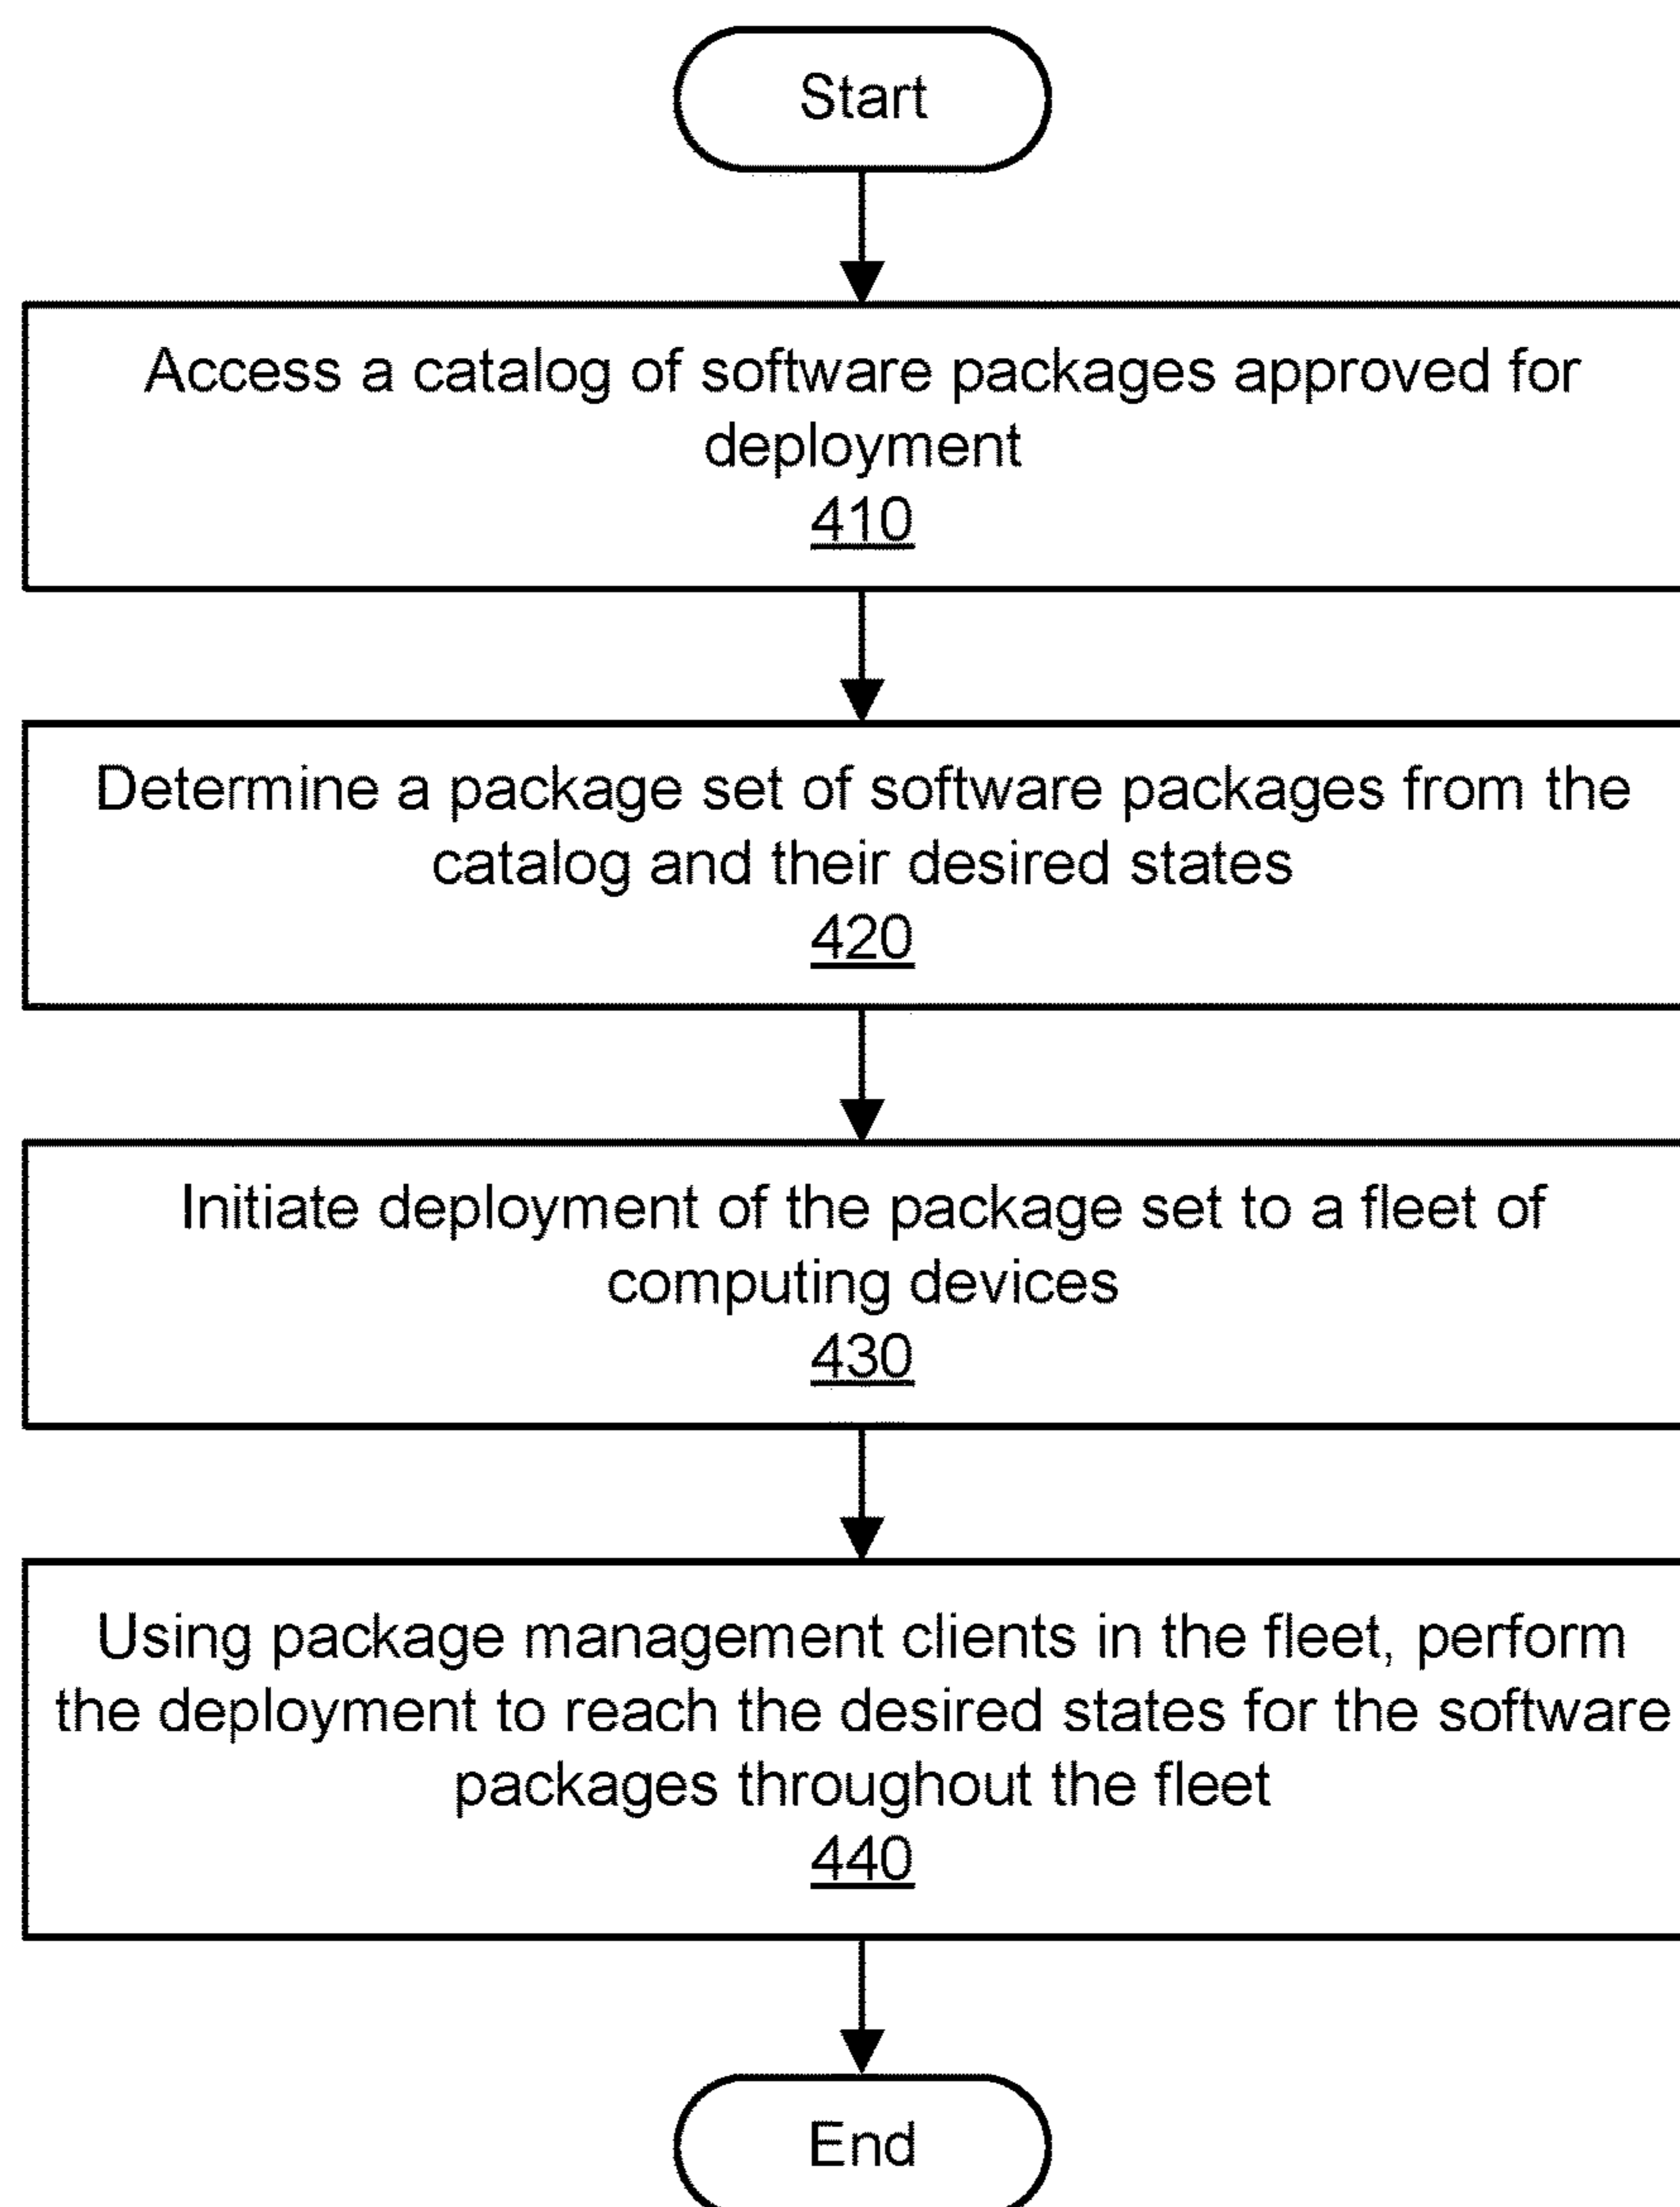 Start
Access a catalog of software packages approved for
deployment
410
Determine a package set of software packages from the
catalog and their desired states
420
Initiate deployment of the package set to a fleet of
computing devices
430
Using package management clients in the fleet, perform
the deployment to reach the desired states for the software
packages throughout the fleet
440
End